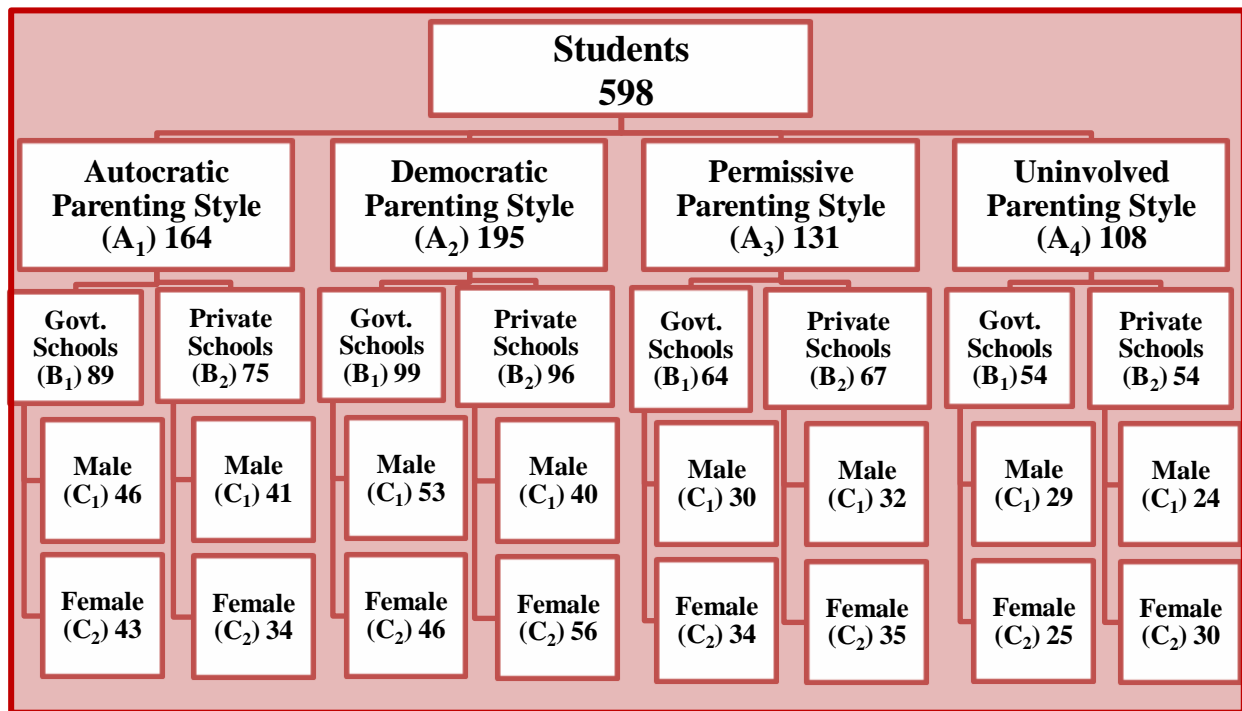 Students
598
Autocratic
Parenting Style
(A₁) 164
Democratic
Parenting Style
(A₂) 195
Permissive
Parenting Style
(A₃) 131
Uninvolved
Parenting Style
(A₄) 108
Govt.
Schools
(B₁) 89
Private
Schools
(B₂) 75
Govt.
Schools
(B₁) 99
Private
Schools
(B₂) 96
Govt.
Schools
(B₁) 64
Private
Schools
(B₂) 67
Govt.
Schools
(B₁) 54
Private
Schools
(B₂) 54
Male
(C₁) 46
Male
(C₁) 41
Male
(C₁) 53
Male
(C₁) 40
Male
(C₁) 30
Male
(C₁) 32
Male
(C₁) 29
Male
(C₁) 24
Female
(C₂) 43
Female
(C₂) 34
Female
(C₂) 46
Female
(C₂) 56
Female
(C₂) 34
Female
(C₂) 35
Female
(C₂) 25
Female
(C₂) 30